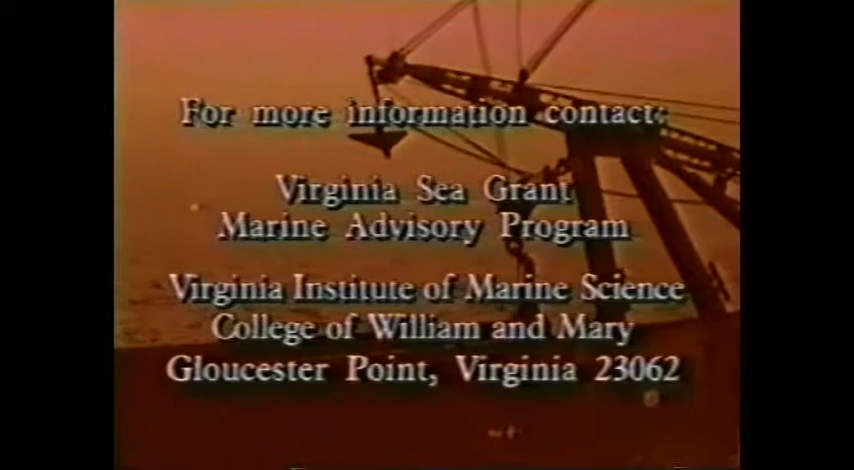 For more information contact:
Virginia Sea Grant
Marine Advisory Program
Virginia Institute of Marine Science
College of William and Mary
Gloucester Point, Virginia 23062